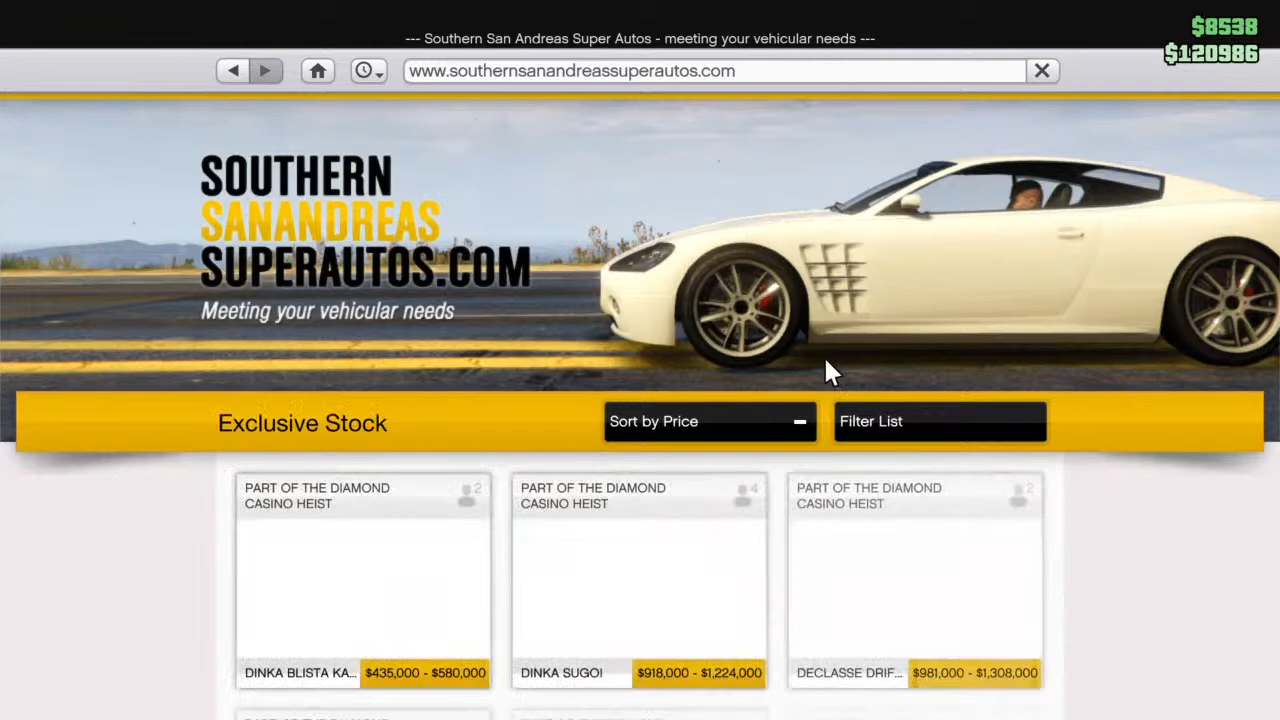 --- Southern San Andreas Super Autos - meeting your vehicular needs ---
$8538
$120986
www.southernsanandreassuperautos.com
SOUTHERN
SANANDREAS
SUPERAUTOS.COM
Meeting your vehicular needs
Exclusive Stock
Sort by Price
Filter List
PART OF THE DIAMOND
CASINO HEIST
2
DINKA BLISTA KA...
$435,000 - $580,000
PART OF THE DIAMOND
CASINO HEIST
4
DINKA SUGOI
$918,000 - $1,224,000
PART OF THE DIAMOND
CASINO HEIST
2
DECLASSE DRIF...
$981,000 - $1,308,000